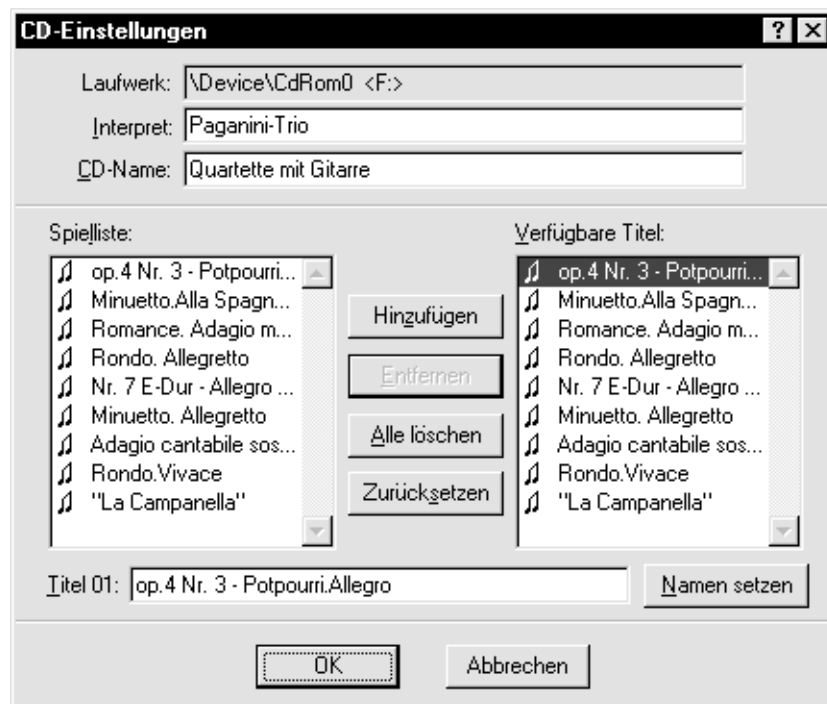 CD-Einstellungen
Laufwerk: \Device\CdRom0 <F:>
Interpret: Paganini-Trio
CD-Name: Quartette mit Gitarre
Spielliste:
op.4 Nr. 3 - Potpourri...
Minuetto.Alla Spagn...
Romance. Adagio m...
Rondo. Allegretto
Nr. 7 E-Dur - Allegro ...
Minuetto. Allegretto
Adagio cantabile sos...
Rondo.Vivace
"La Campanella"
Hinzufügen
Entfernen
Alle löschen
Zurücksetzen
Verfügbare Titel:
op.4 Nr. 3 - Potpourri...
Minuetto.Alla Spagn...
Romance. Adagio m...
Rondo. Allegretto
Nr. 7 E-Dur - Allegro ...
Minuetto. Allegretto
Adagio cantabile sos...
Rondo.Vivace
"La Campanella"
Titel 01: op.4 Nr. 3 - Potpourri.Allegro
Namen setzen
OK
Abbrechen